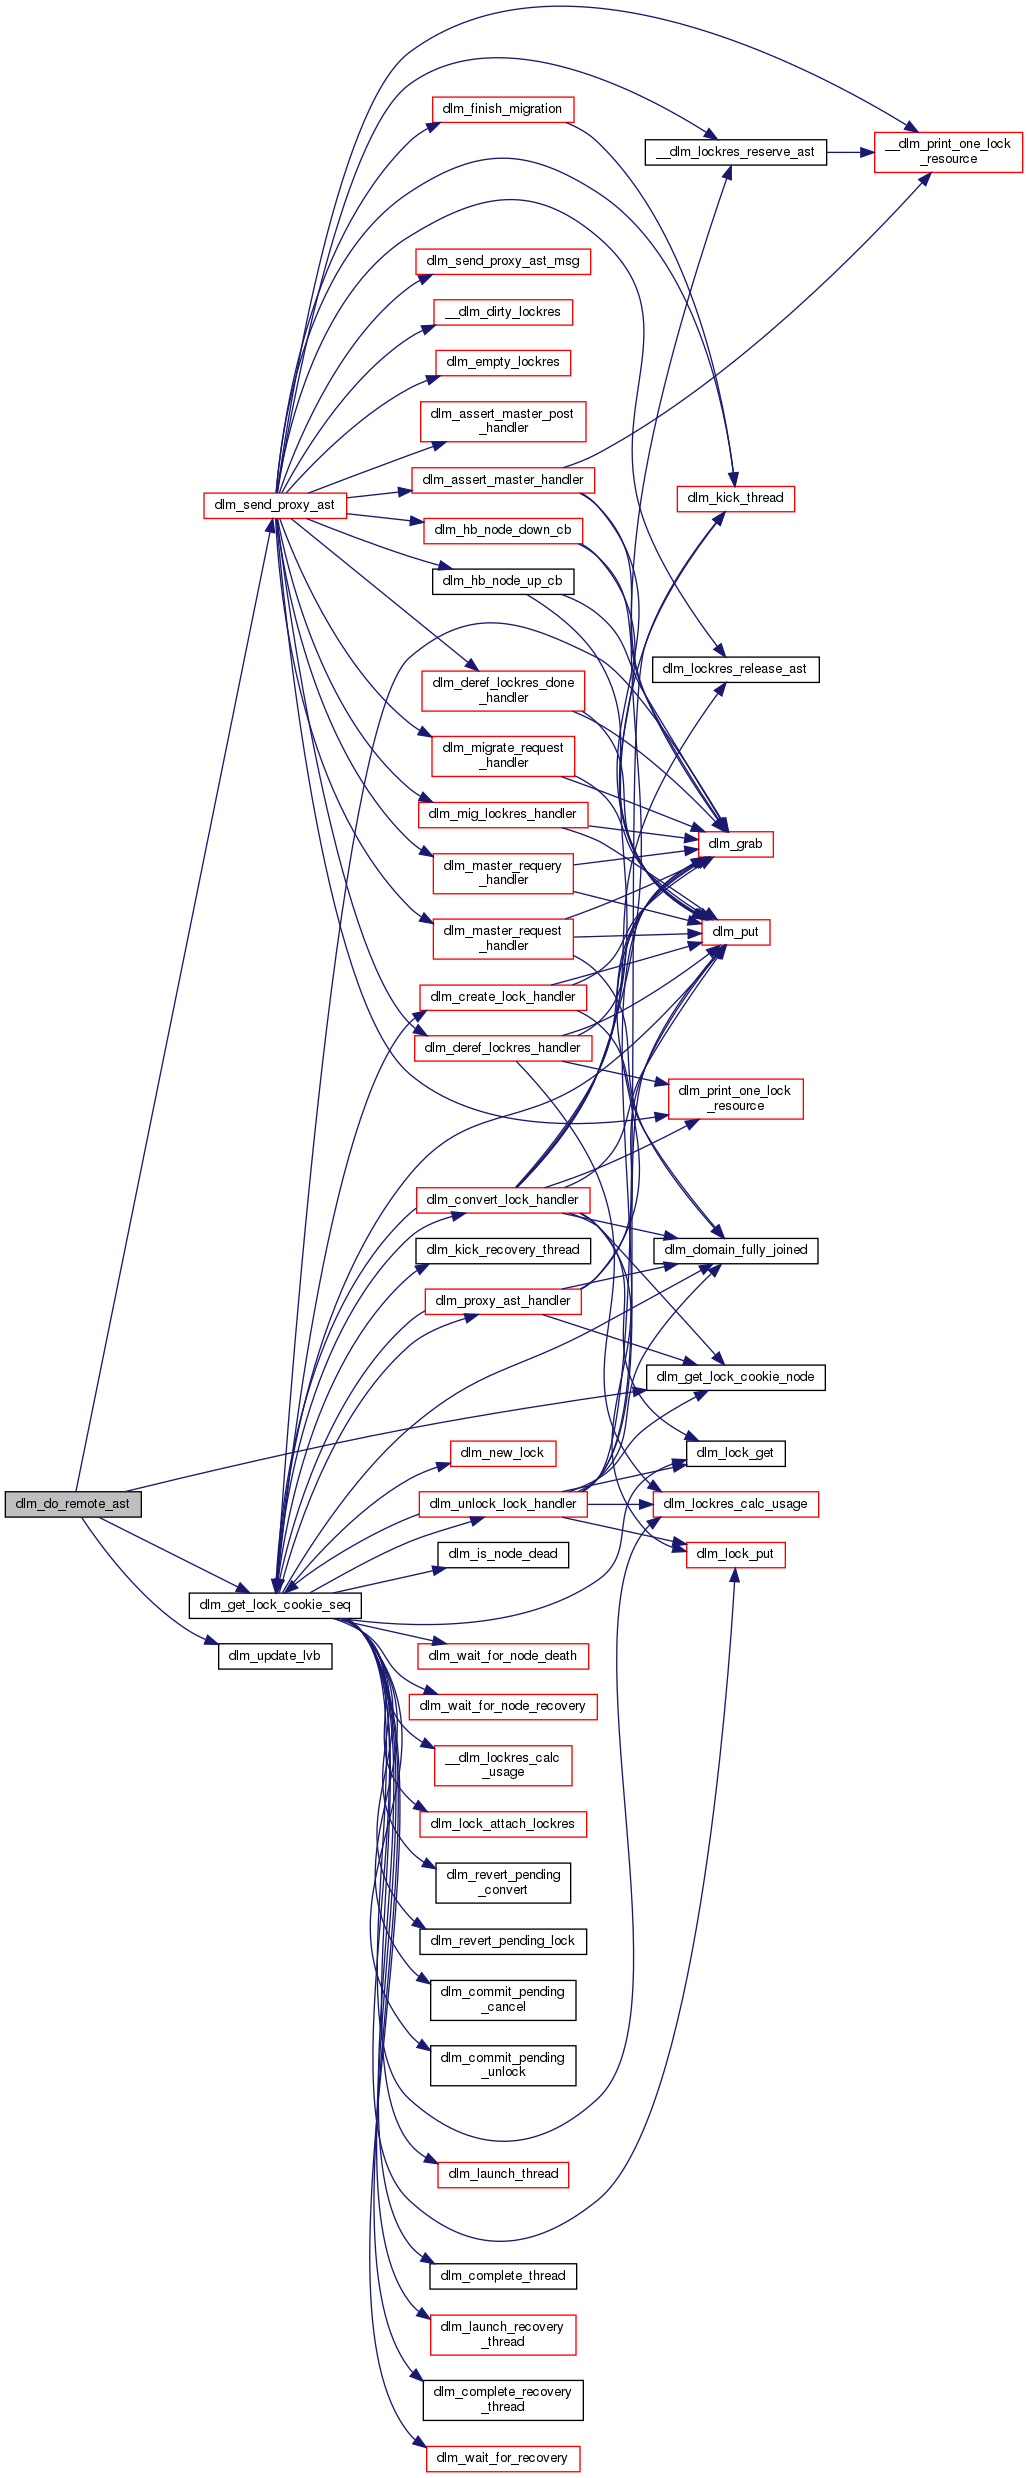 dlm_finish_migration
__dlm_print_one_lock
_resource
__dlm_lockres_reserve_ast
dlm_send_proxy_ast_msg
__dlm_dirty_lockres
dlm_empty_lockres
dlm_assert_master_post
_handler
dlm_assert_master_handler
dlm_kick_thread
dlm_send_proxy_ast
dlm_hb_node_down_cb
dlm_hb_node_up_cb
dlm_lockres_release_ast
dlm_deref_lockres_done
_handler
dlm_migrate_request
_handler
dlm_mig_lockres_handler
dlm_grab
dlm_master_requery
_handler
dlm_put
dlm_master_request
_handler
dlm_create_lock_handler
dlm_deref_lockres_handler
dlm_print_one_lock
_resource
dlm_convert_lock_handler
dlm_kick_recovery_thread
dlm_domain_fully_joined
dlm_proxy_ast_handler
dlm_get_lock_cookie_node
dlm_new_lock
dlm_lock_get
dlm_do_remote_ast
dlm_unlock_lock_handler
dlm_lockres_calc_usage
dlm_is_node_dead
dlm_lock_put
dlm_get_lock_cookie_seq
dlm_update_lvb
dlm_wait_for_node_death
dlm_wait_for_node_recovery
__dlm_lockres_calc
_usage
dlm_lock_attach_lockres
dlm_revert_pending
_convert
dlm_revert_pending_lock
dlm_commit_pending
_cancel
dlm_commit_pending
_unlock
dlm_launch_thread
dlm_complete_thread
dlm_launch_recovery
_thread
dlm_complete_recovery
_thread
dlm_wait_for_recovery